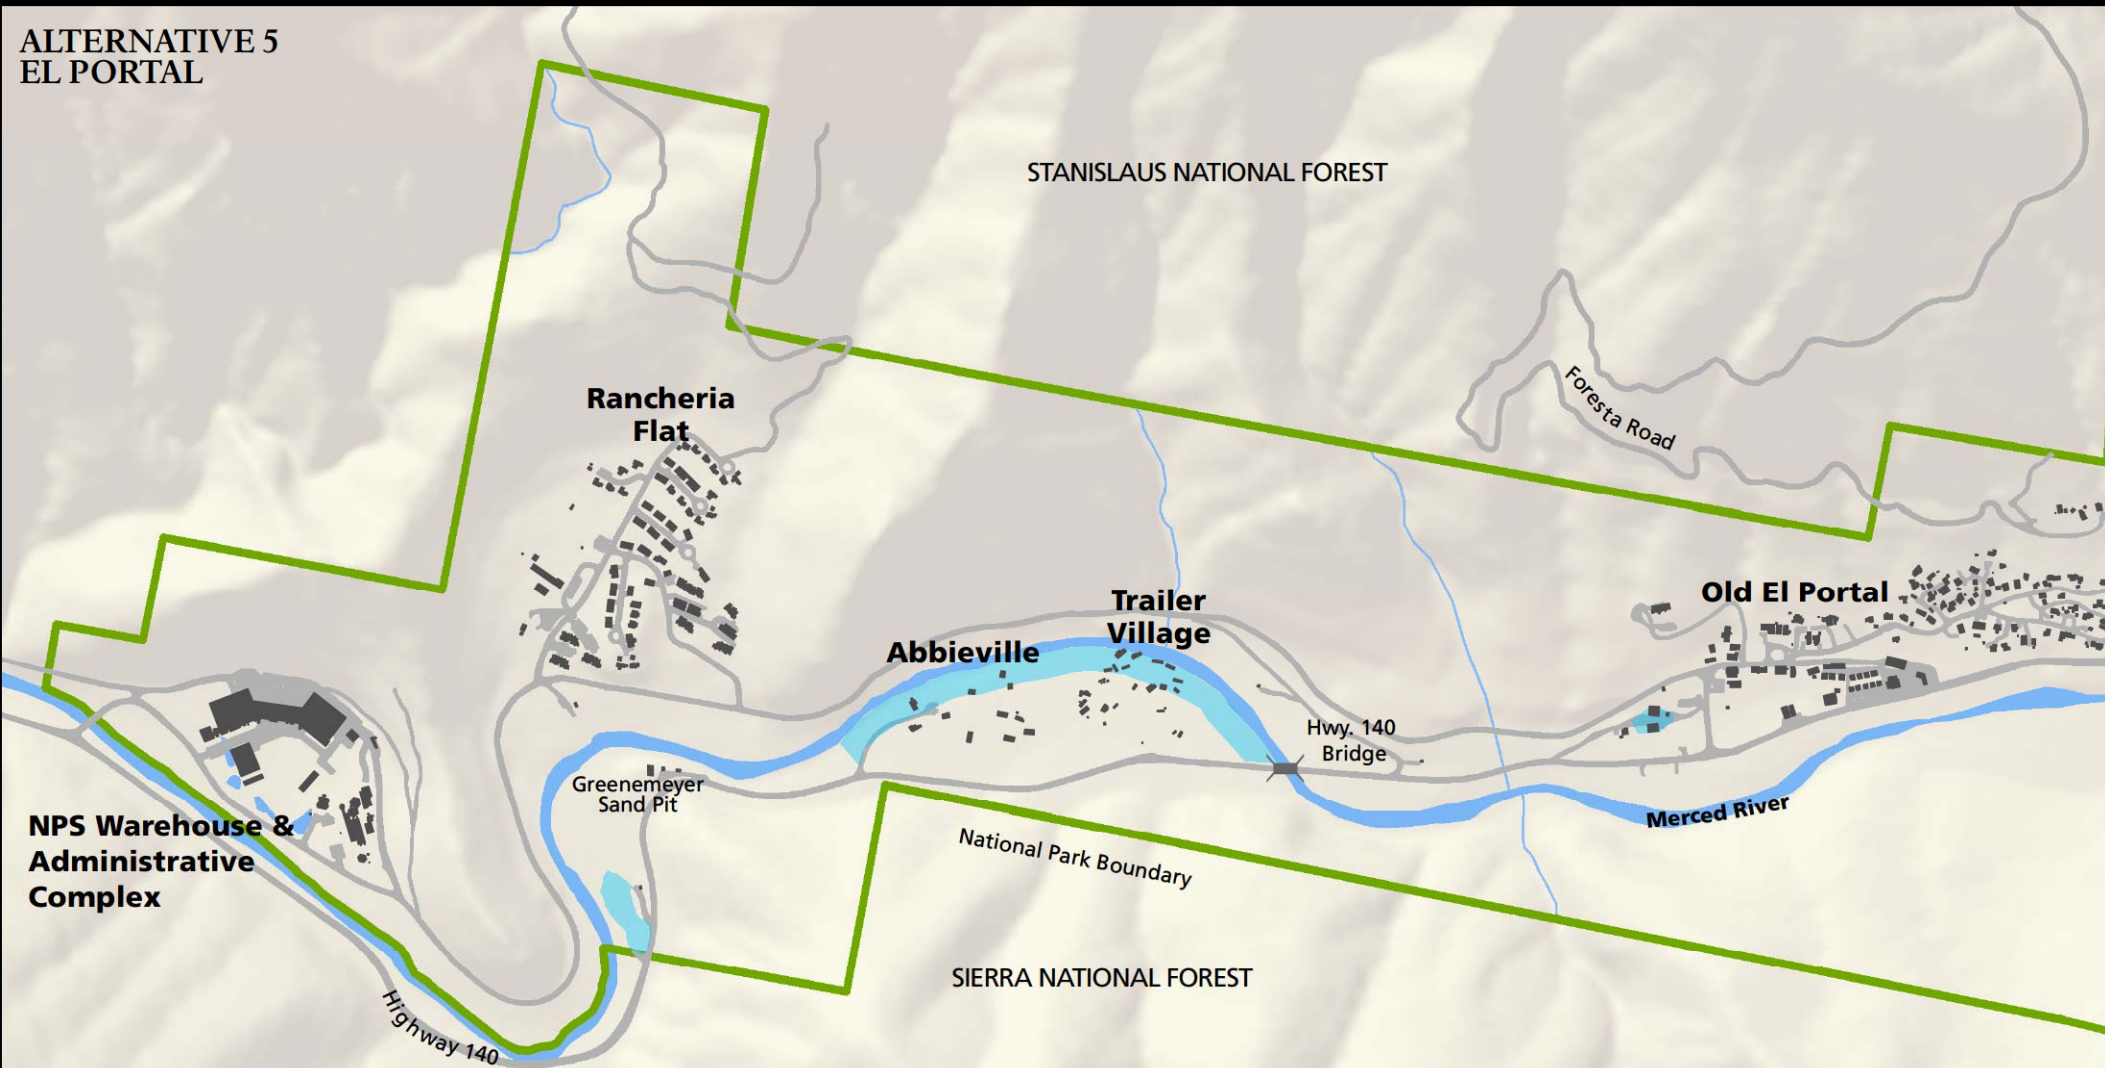 ALTERNATIVE 5
EL PORTAL
STANISLAUS NATIONAL FOREST
Rancheria
Flat
Foresta Road
Trailer
Village
Old El Portal
Abbieville
Hwy. 140
Bridge
Greenemeyer
Sand Pit
NPS Warehouse &
Administrative
Complex
Merced River
National Park Boundary
SIERRA NATIONAL FOREST
Highway 140